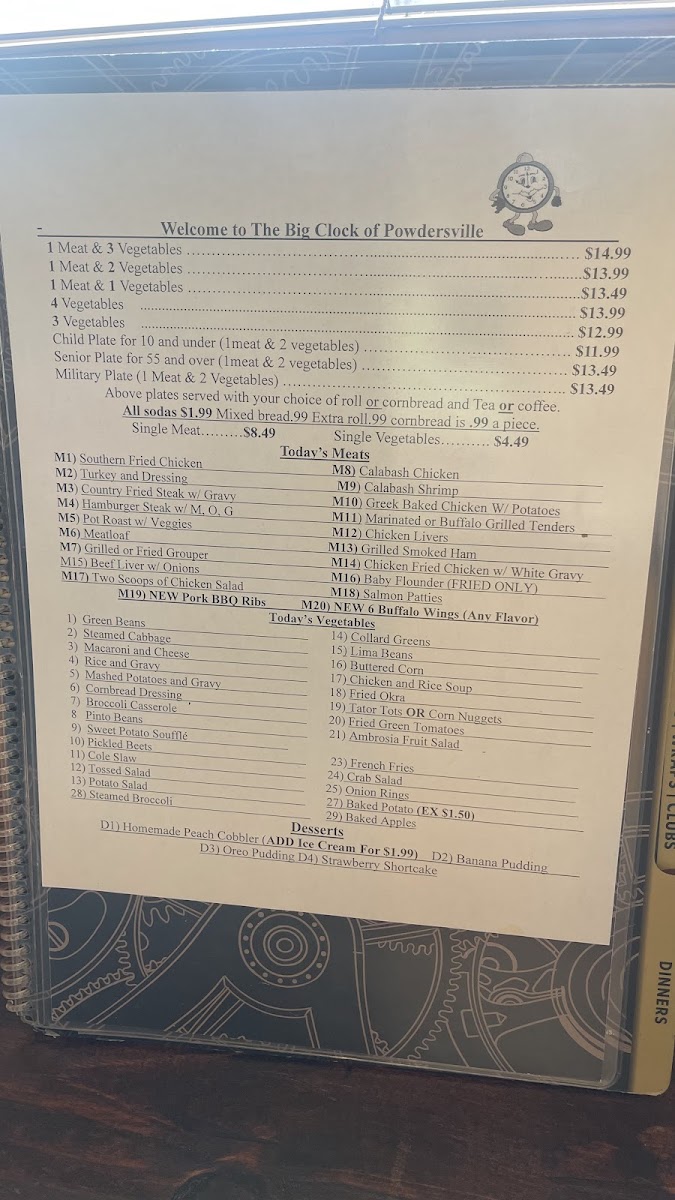 Welcome to The Big Clock of Powdersville
1 Meat & 3 Vegetables ........ $14.99
1 Meat & 2 Vegetables ........ $13.99
1 Meat & 1 Vegetables ........ $13.49
4 Vegetables ........ $13.99
3 Vegetables ........ $12.99
Child Plate for 10 and under (1meat & 2 vegetables) ........ $11.99
Senior Plate for 55 and over (1meat & 2 vegetables) ........ $13.49
Military Plate (1 Meat & 2 Vegetables) ........ $13.49
Above plates served with your choice of roll or cornbread and Tea or coffee.
All sodas $1.99 Mixed bread.99 Extra roll.99 cornbread is .99 a piece.
Single Meat.........$8.49 Single Vegetables.......... $4.49
Today's Meats
M1) Southern Fried Chicken
M2) Turkey and Dressing
M3) Country Fried Steak w/ Gravy
M4) Hamburger Steak w/ M, O, G
M5) Pot Roast w/ Veggies
M6) Meatloaf
M7) Grilled or Fried Grouper
M15) Beef Liver w/ Onions
M17) Two Scoops of Chicken Salad
M8) Calabash Chicken
M9) Calabash Shrimp
M10) Greek Baked Chicken W/ Potatoes
M11) Marinated or Buffalo Grilled Tenders
M12) Chicken Livers
M13) Grilled Smoked Ham
M14) Chicken Fried Chicken w/ White Gravy
M16) Baby Flounder (FRIED ONLY)
M18) Salmon Patties
M19) NEW Pork BBQ Ribs M20) NEW 6 Buffalo Wings (Any Flavor)
Today's Vegetables
1) Green Beans
2) Steamed Cabbage
3) Macaroni and Cheese
4) Rice and Gravy
5) Mashed Potatoes and Gravy
6) Cornbread Dressing
7) Broccoli Casserole
8 Pinto Beans
9) Sweet Potato Soufflé
10) Pickled Beets
11) Cole Slaw
12) Tossed Salad
13) Potato Salad
28) Steamed Broccoli
14) Collard Greens
15) Lima Beans
16) Buttered Corn
17) Chicken and Rice Soup
18) Fried Okra
19) Tator Tots OR Corn Nuggets
20) Fried Green Tomatoes
21) Ambrosia Fruit Salad
23) French Fries
24) Crab Salad
25) Onion Rings
27) Baked Potato (EX $1.50)
29) Baked Apples
Desserts
D1) Homemade Peach Cobbler (ADD Ice Cream For $1.99) D2) Banana Pudding
D3) Oreo Pudding D4) Strawberry Shortcake
CLUBS
DINNERS